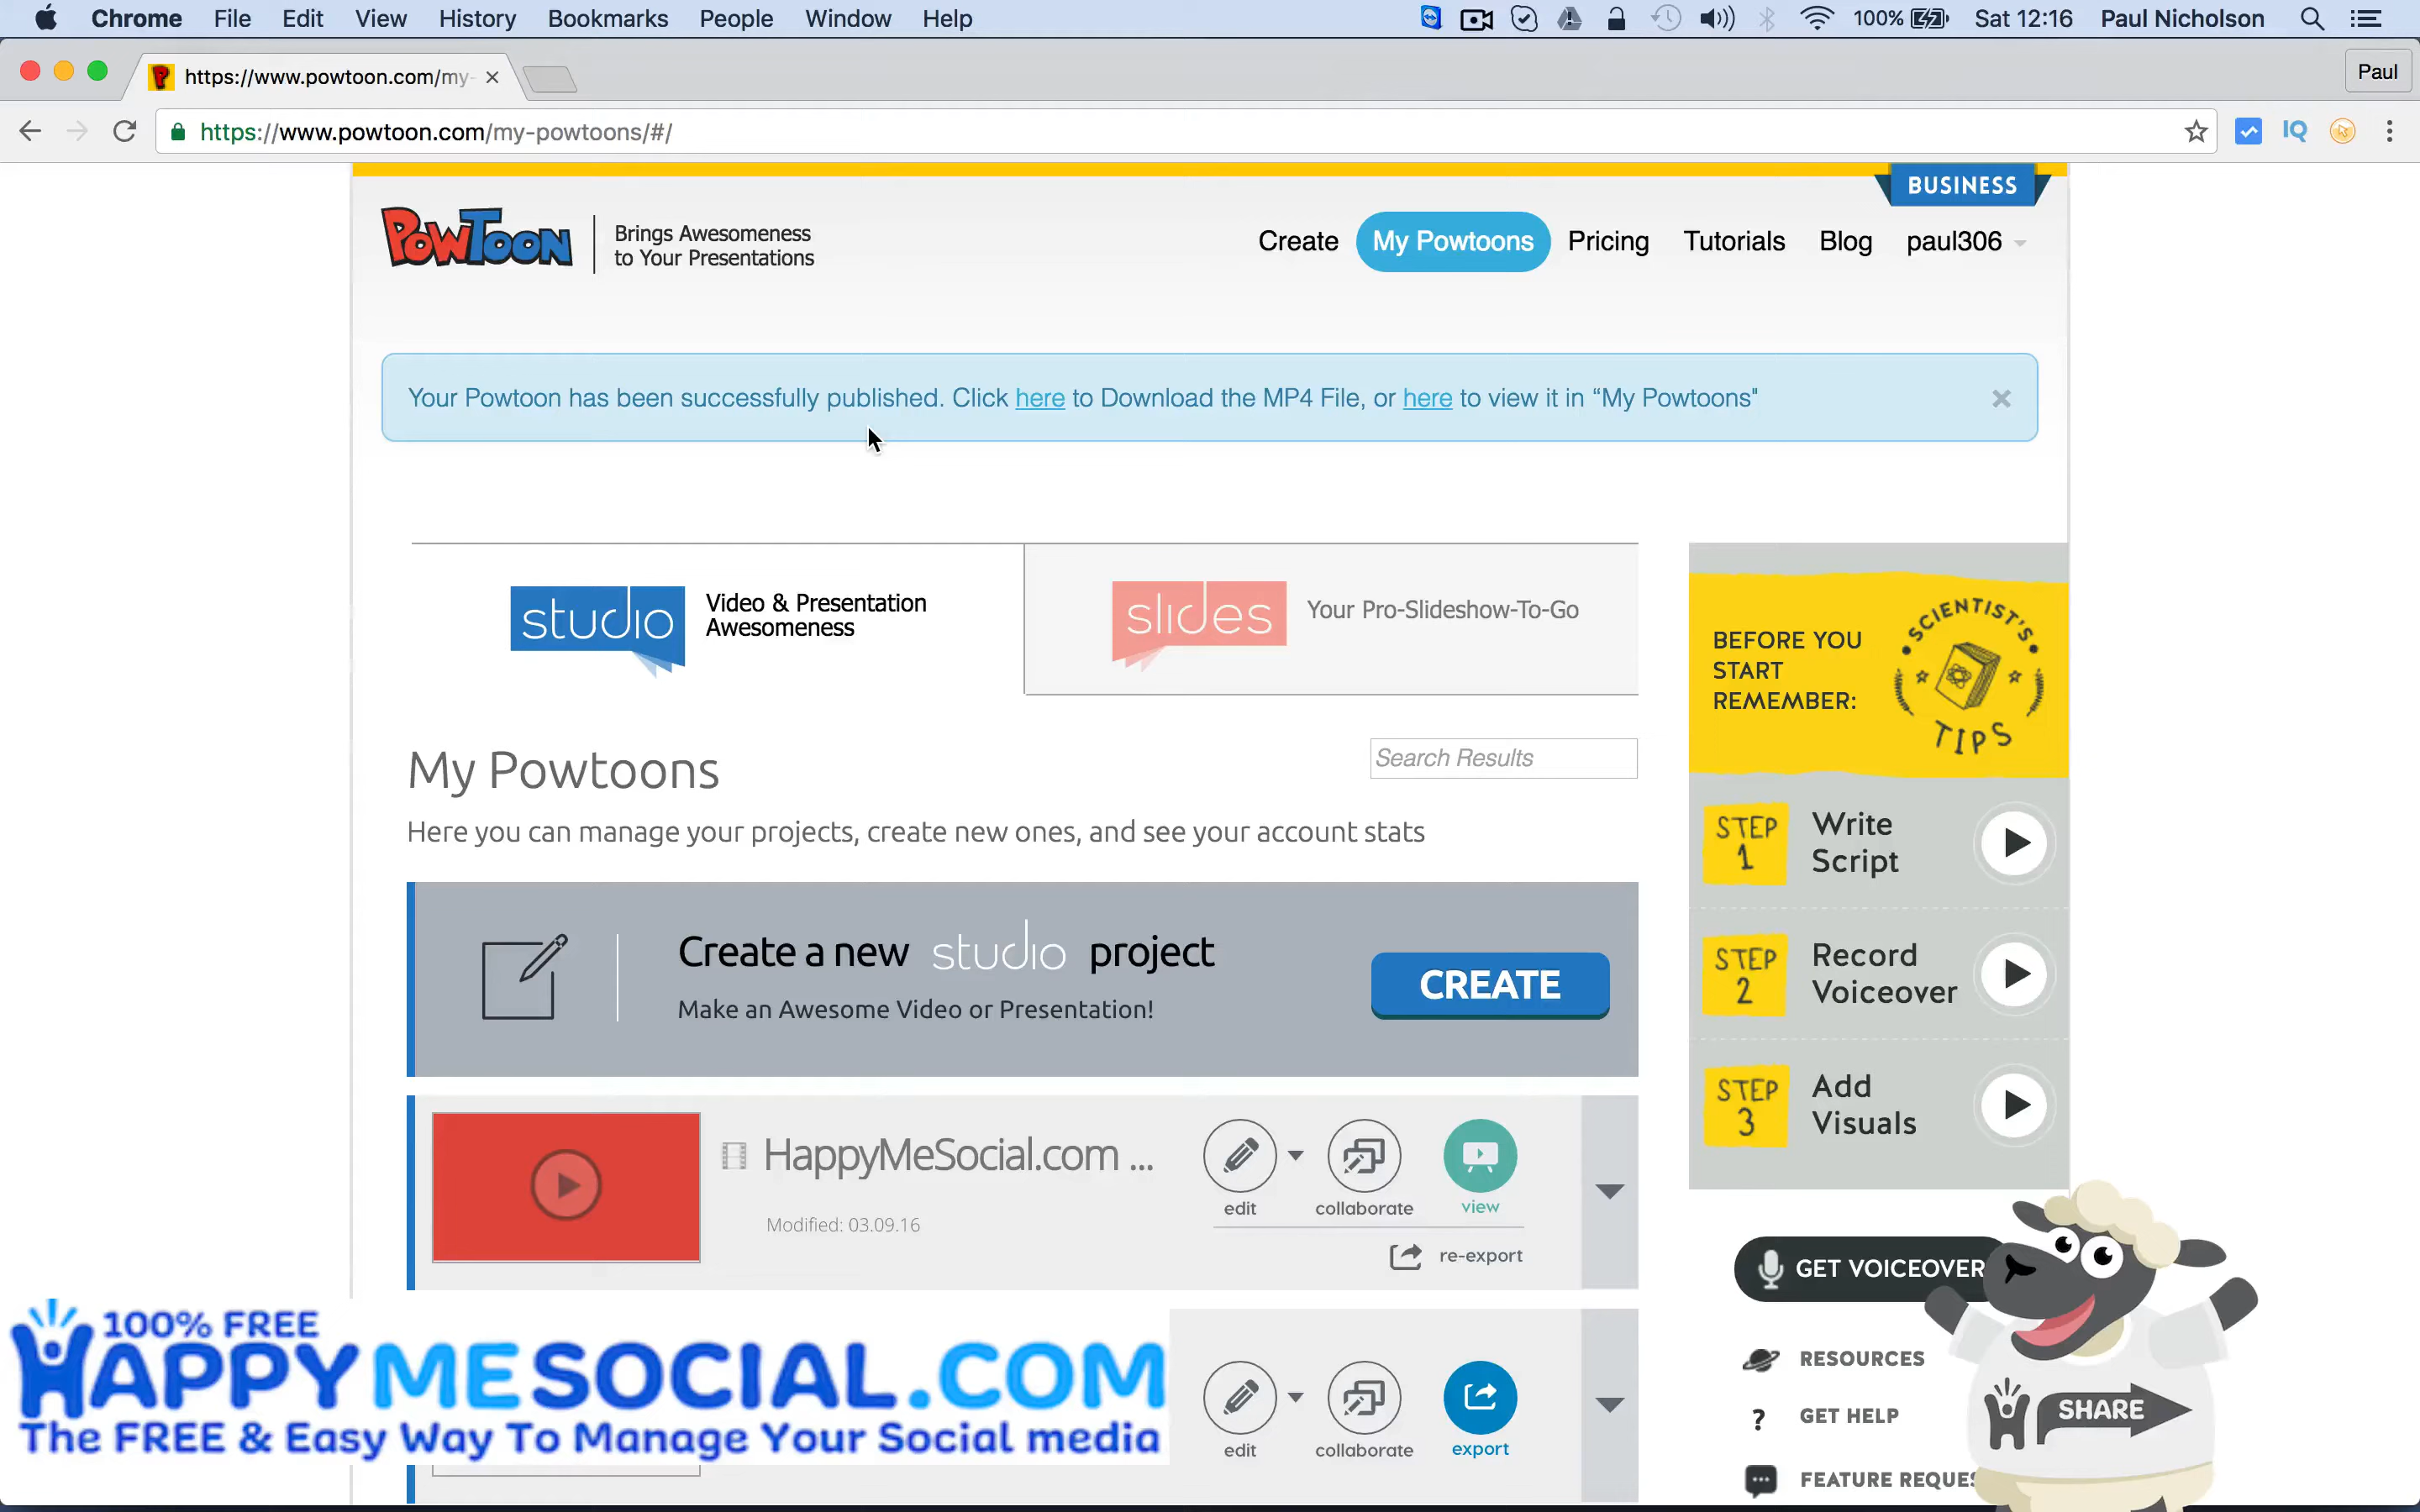 Chrome File Edit View History Bookmarks People Window Help 100% Sat 12:16 Paul Nicholson
https://www.powtoon.com/my- Paul
https://www.powtoon.com/my-powtoons/#/ IQ
BUSINESS
POWTOON Brings Awesomeness
to Your Presentations
Create My Powtoons Pricing Tutorials Blog paul306
Your Powtoon has been successfully published. Click here to Download the MP4 File, or here to view it in “My Powtoons"
studio Video & Presentation
Awesomeness
slides Your Pro-Slideshow-To-Go
BEFORE YOU
START
REMEMBER:
SCIENTIST'S
TIPS
My Powtoons
Search Results
Here you can manage your projects, create new ones, and see your account stats
STEP 1 Write
Script
STEP 2 Record
Voiceover
STEP 3 Add
Visuals
Create a new studio project
Make an Awesome Video or Presentation!
CREATE
HappyMeSocial.com ...
Modified: 03.09.16
edit collaborate view
re-export
GET VOICEOVER
RESOURCES
GET HELP
FEATURE REQUES
SHARE
100% FREE
HAPPYMESOCIAL.COM
The FREE & Easy Way To Manage Your Social media
edit collaborate export